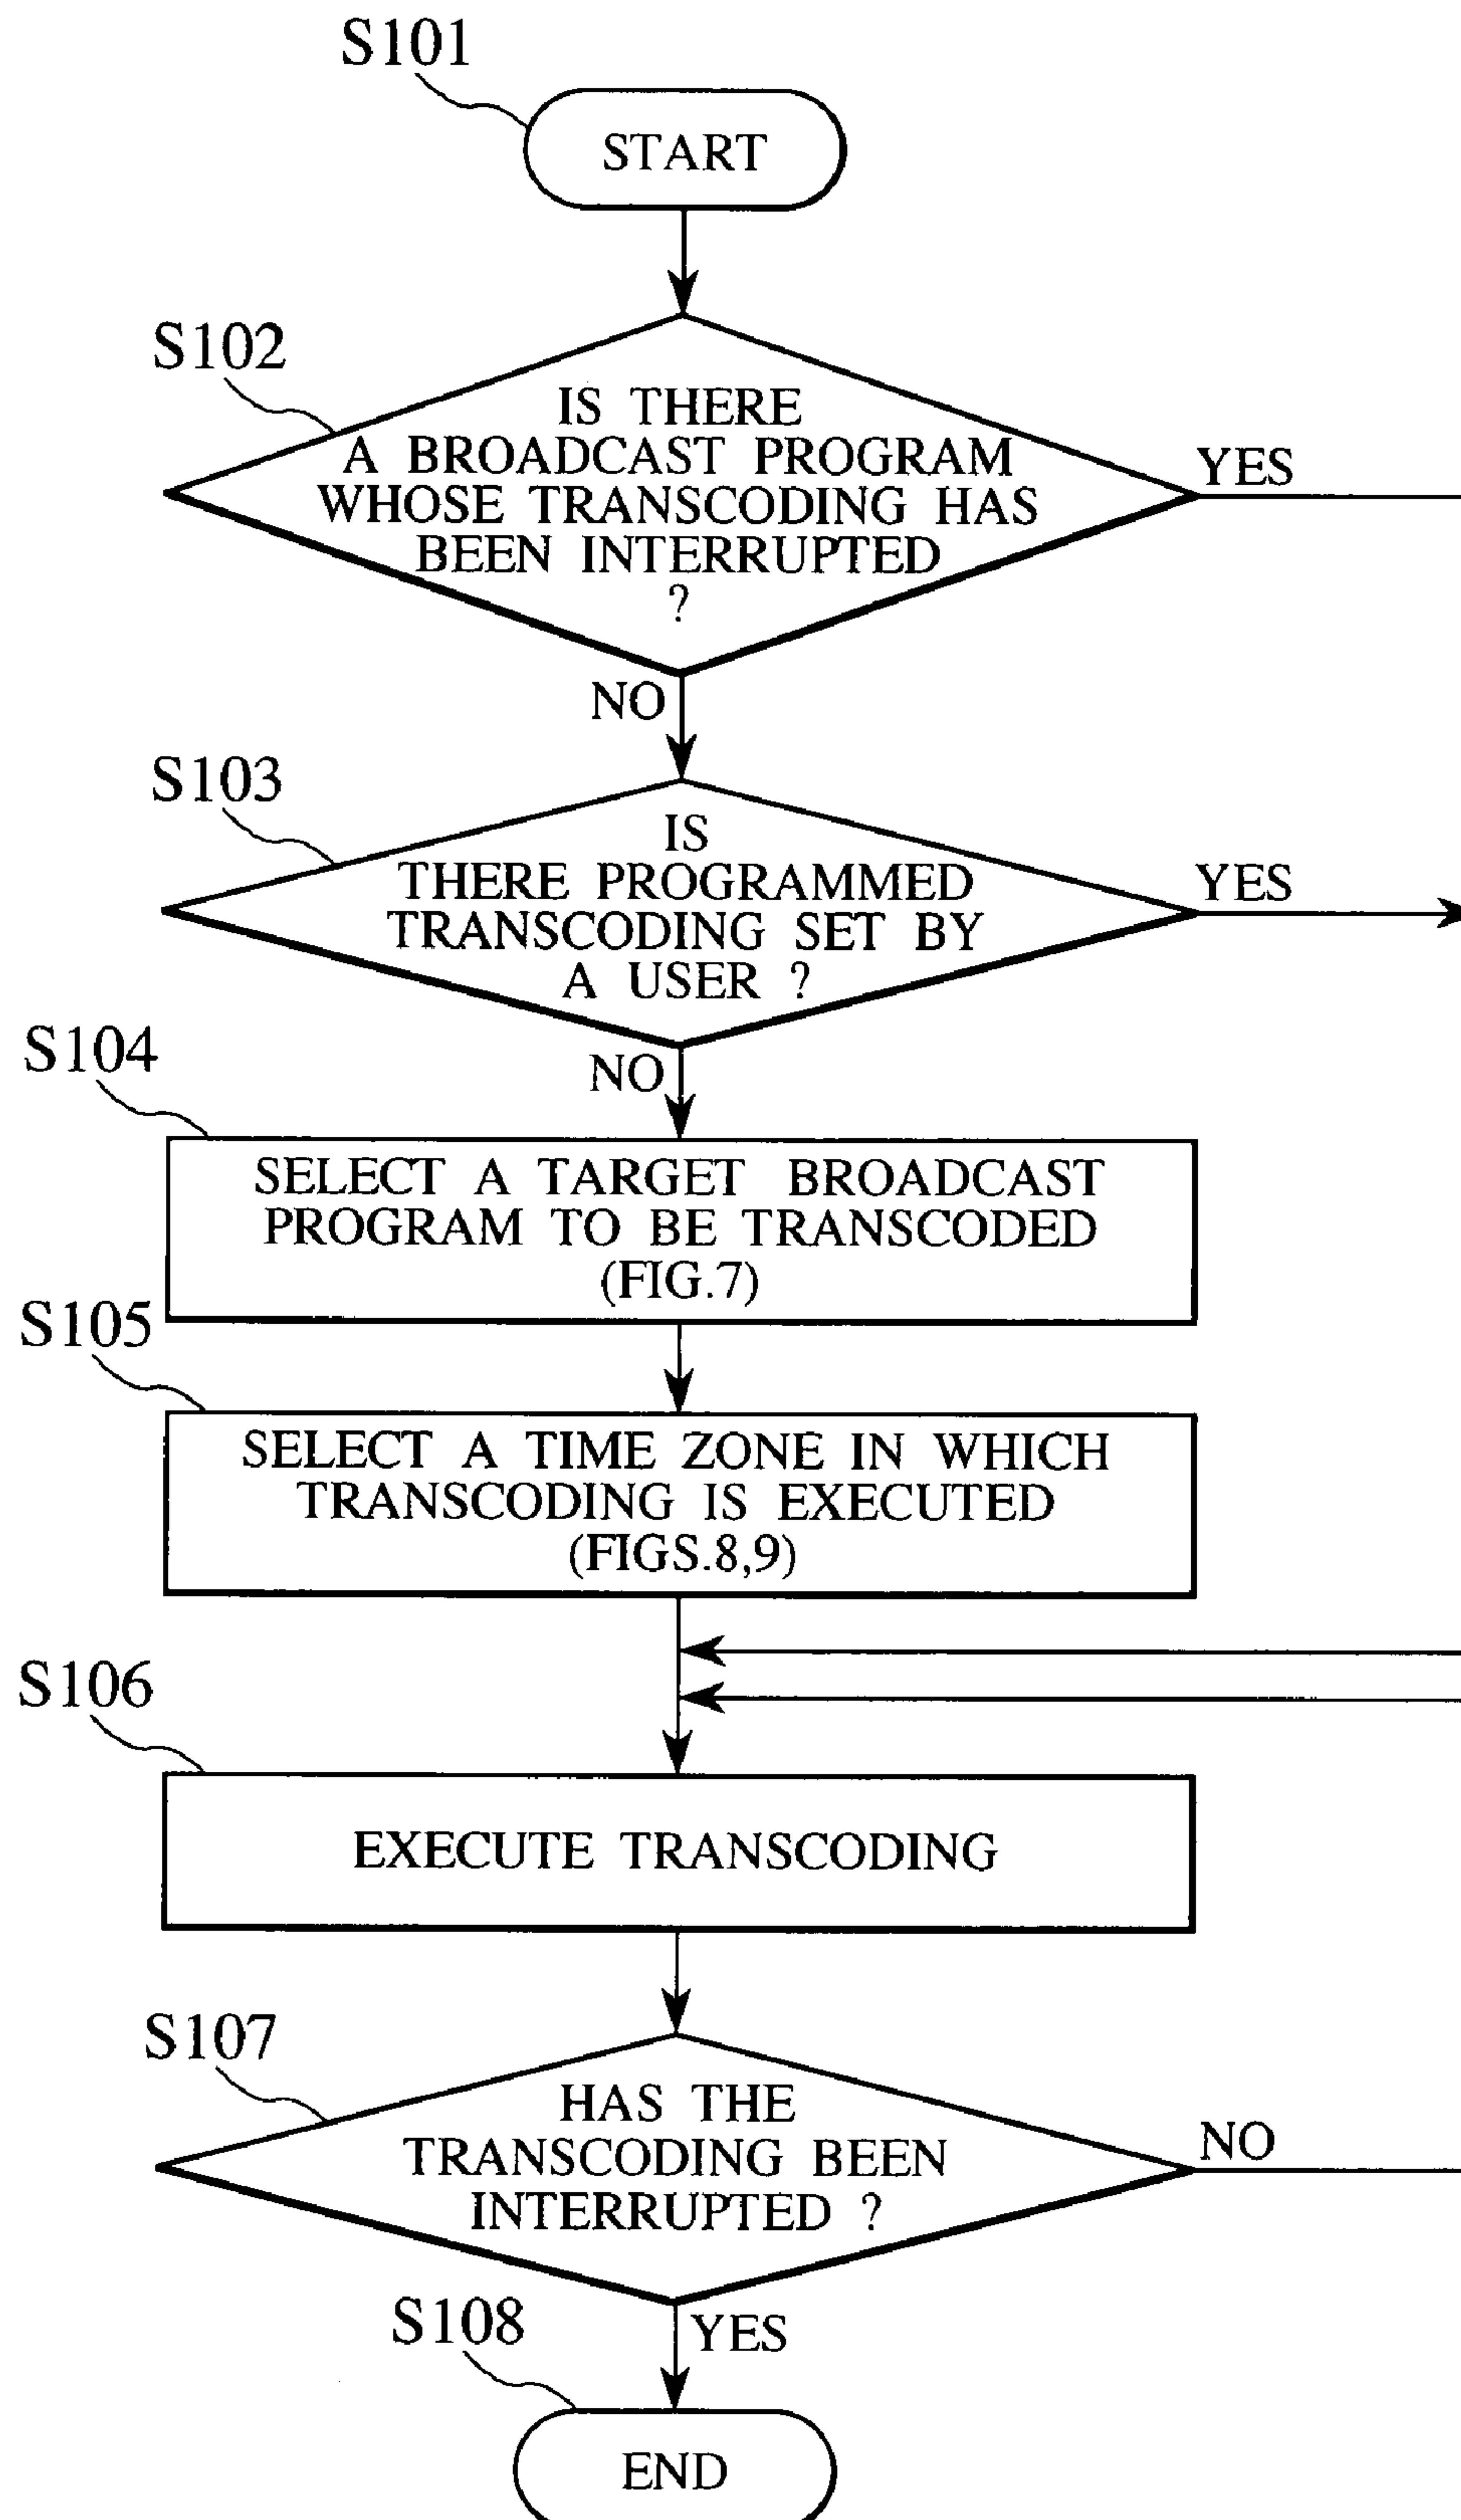 S101
START
S102
IS THERE
A BROADCAST PROGRAM
WHOSE TRANSCODING HAS
BEEN INTERRUPTED
?
YES
NO
S103
IS
THERE PROGRAMMED
TRANSCODING SET BY
A USER ?
YES
NO
S104
SELECT A TARGET BROADCAST
PROGRAM TO BE TRANSCODED
(FIG.7)
S105
SELECT A TIME ZONE IN WHICH
TRANSCODING IS EXECUTED
(FIGS.8,9)
S106
EXECUTE TRANSCODING
S107
HAS THE
TRANSCODING BEEN
INTERRUPTED ?
NO
YES
S108
END